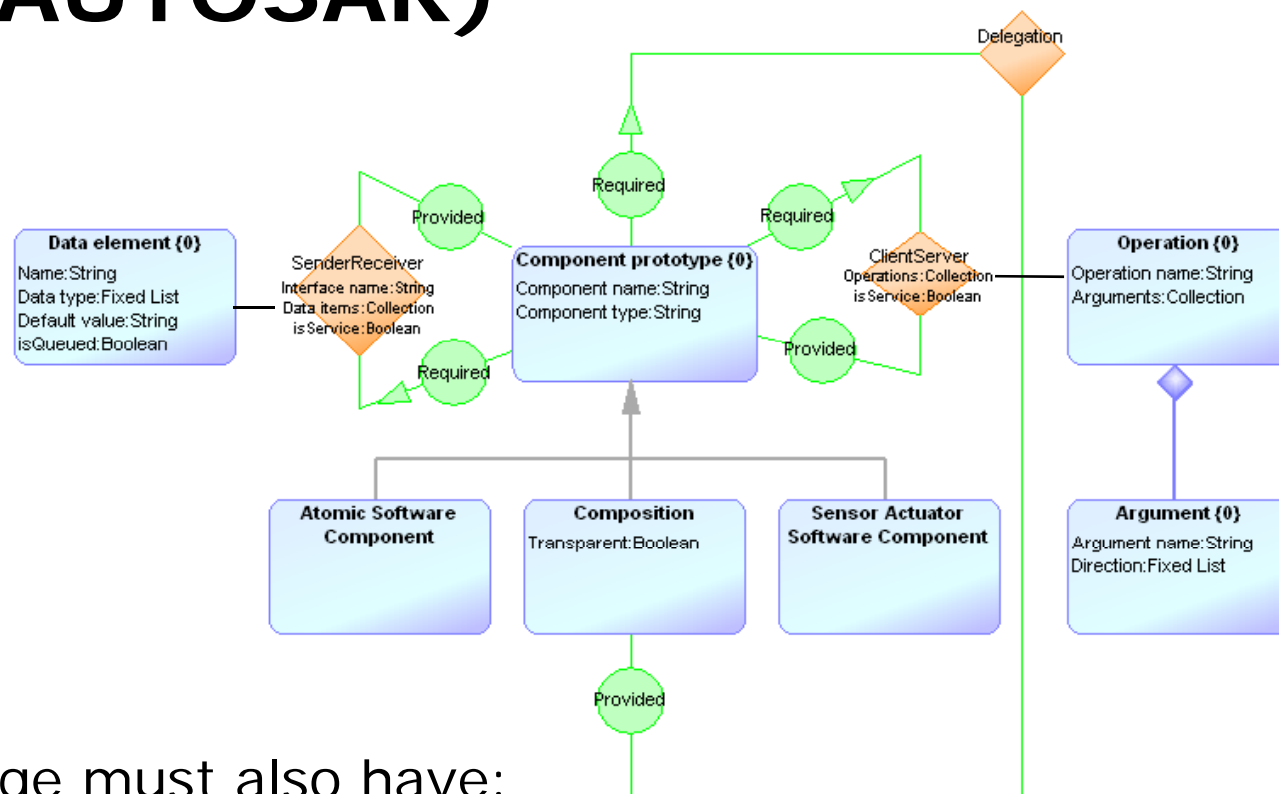 AUTOSAR)
Delegation
Required
Provided
Required
Data element {0}
Name:String
Data type:Fixed List
Default value:String
isQueued:Boolean
SenderReceiver
Interface name:String
Data items:Collection
isService:Boolean
Component prototype {0}
Component name:String
Component type:String
ClientServer
Operations:Collection
isService:Boolean
Operation {0}
Operation name:String
Arguments:Collection
Required
Provided
Atomic Software
Component
Composition
Transparent:Boolean
Sensor Actuator
Software Component
Argument {0}
Argument name:String
Direction:Fixed List
Provided
ge must also have: